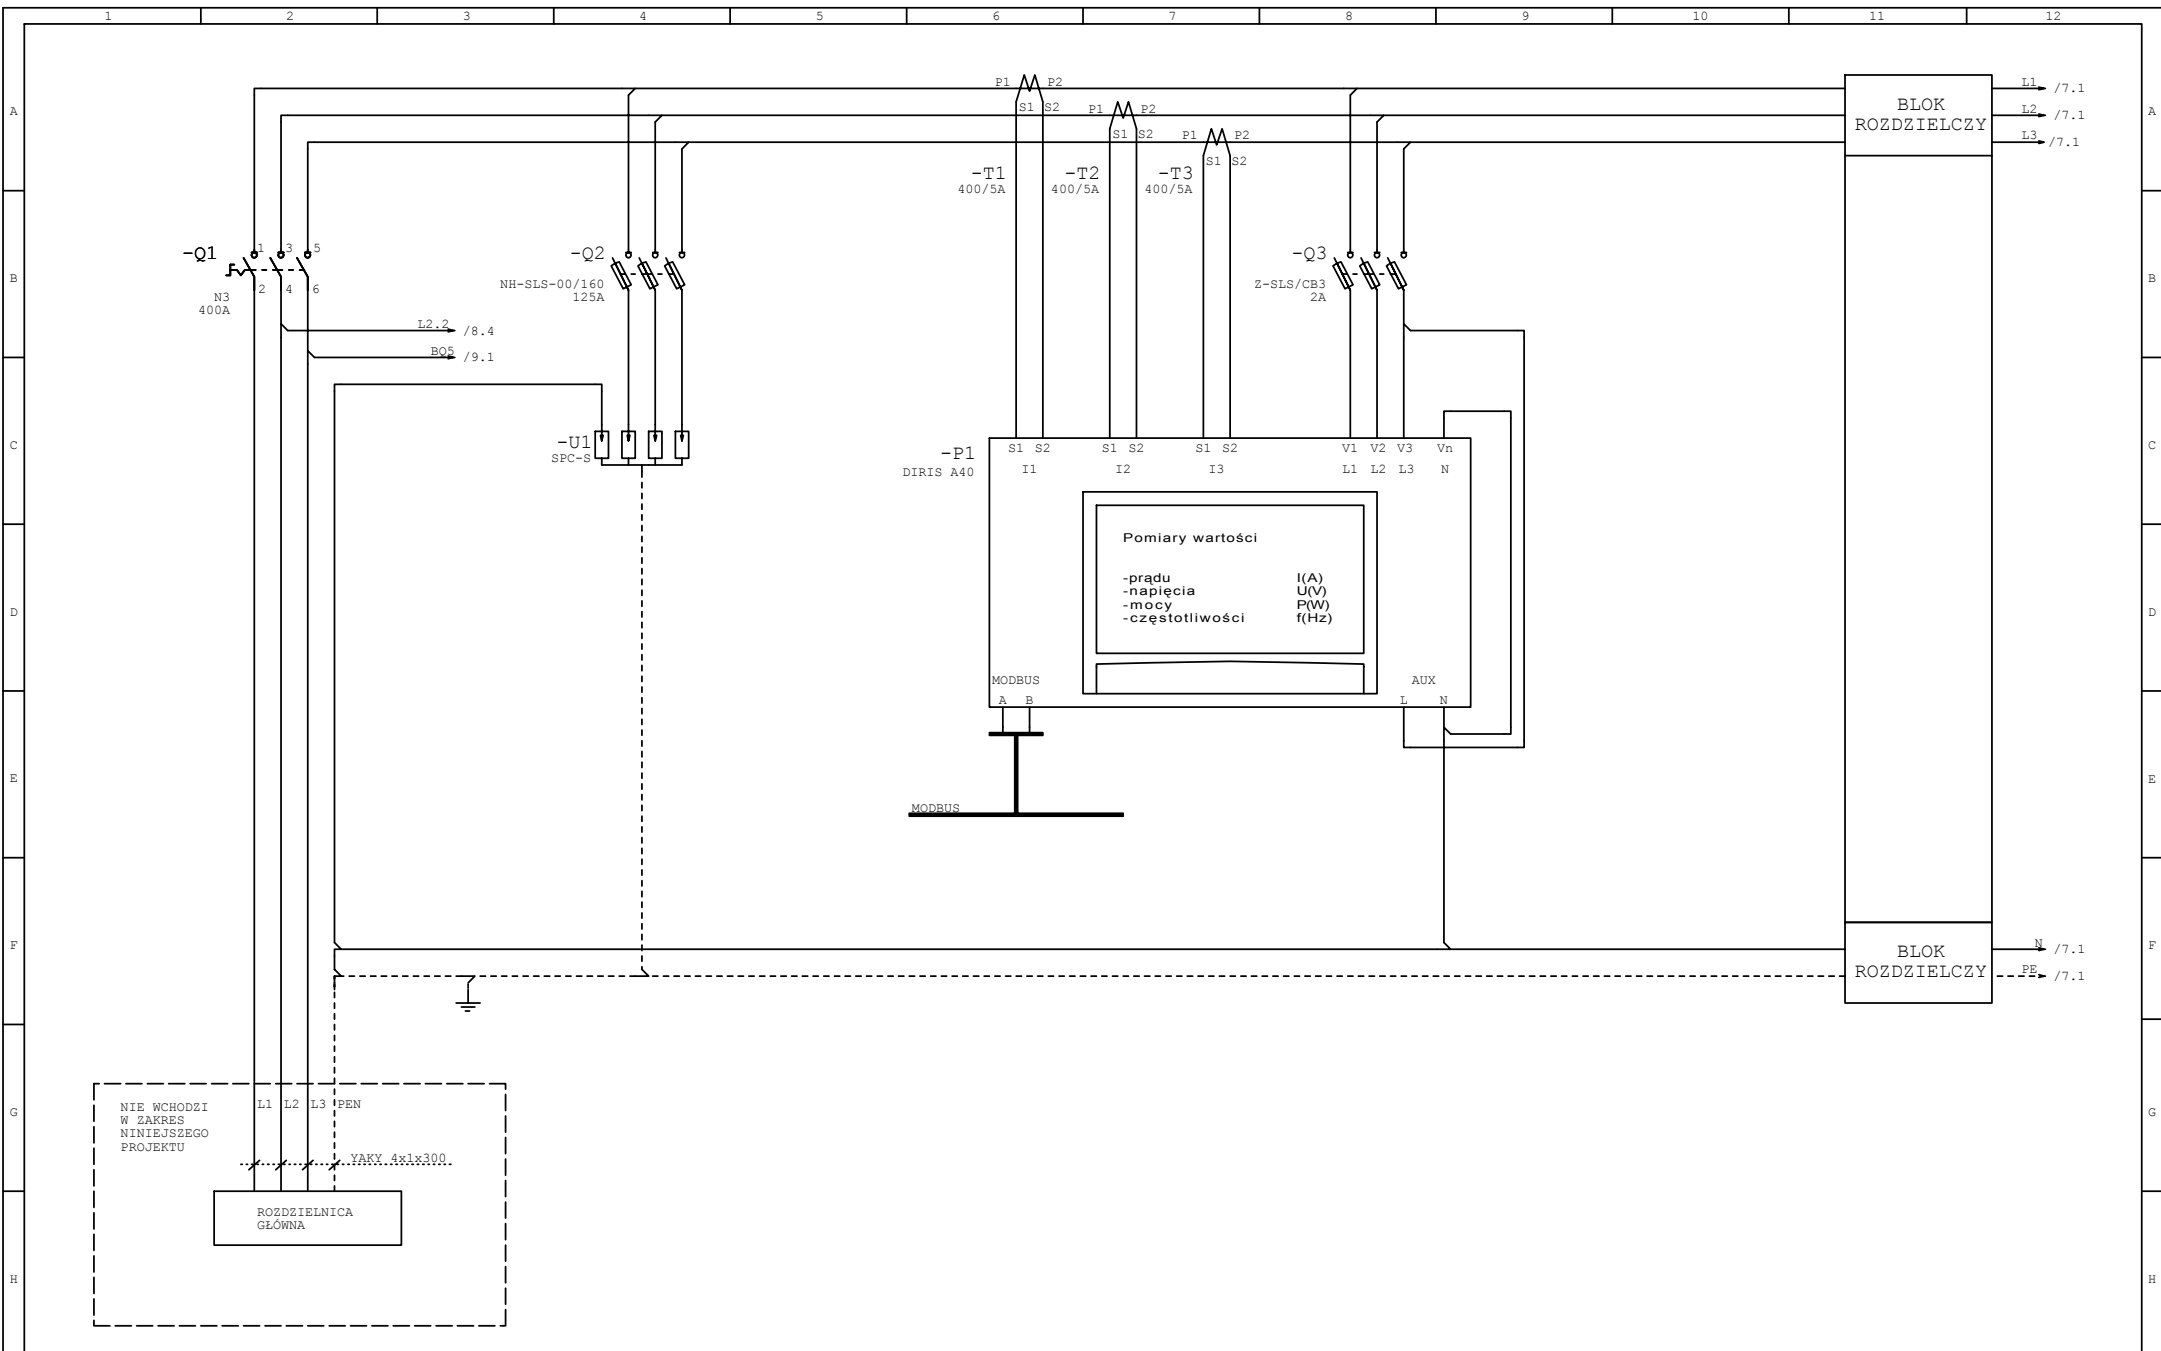 1 2 3 4 5 6 7 8 9 10 11 12
A A
B B
C C
D D
E E
F F
G G
H H
P1 P2
S1 S2
P1 P2
S1 S2
P1 P2
S1 S2
-T1
400/5A
-T2
400/5A
-T3
400/5A
BLOK
ROZDZIELCZY
L1 /7.1
L2 /7.1
L3 /7.1
-Q1
1 3 5
2 4 6
N3
400A
L2.2 /8.4
BQ5 /9.1
-Q2
NH-SLS-00/160
125A
-Q3
Z-SLS/CB3
2A
-U1
SPC-S
-P1
DIRIS A40
S1 S2 S1 S2 S1 S2 V1 V2 V3 Vn
I1 I2 I3 L1 L2 L3 N
Pomiary wartości
-prądu I(A)
-napięcia U(V)
-mocy P(W)
-częstotliwości f(Hz)
MODBUS AUX
A B L N
MODBUS
BLOK
ROZDZIELCZY
N /7.1
PE /7.1
NIE WCHODZI
W ZAKRES
NINIEJSZEGO
PROJEKTU
L1 L2 L3 PEN
YAKY 4x1x300
ROZDZIELNICA
GŁÓWNA